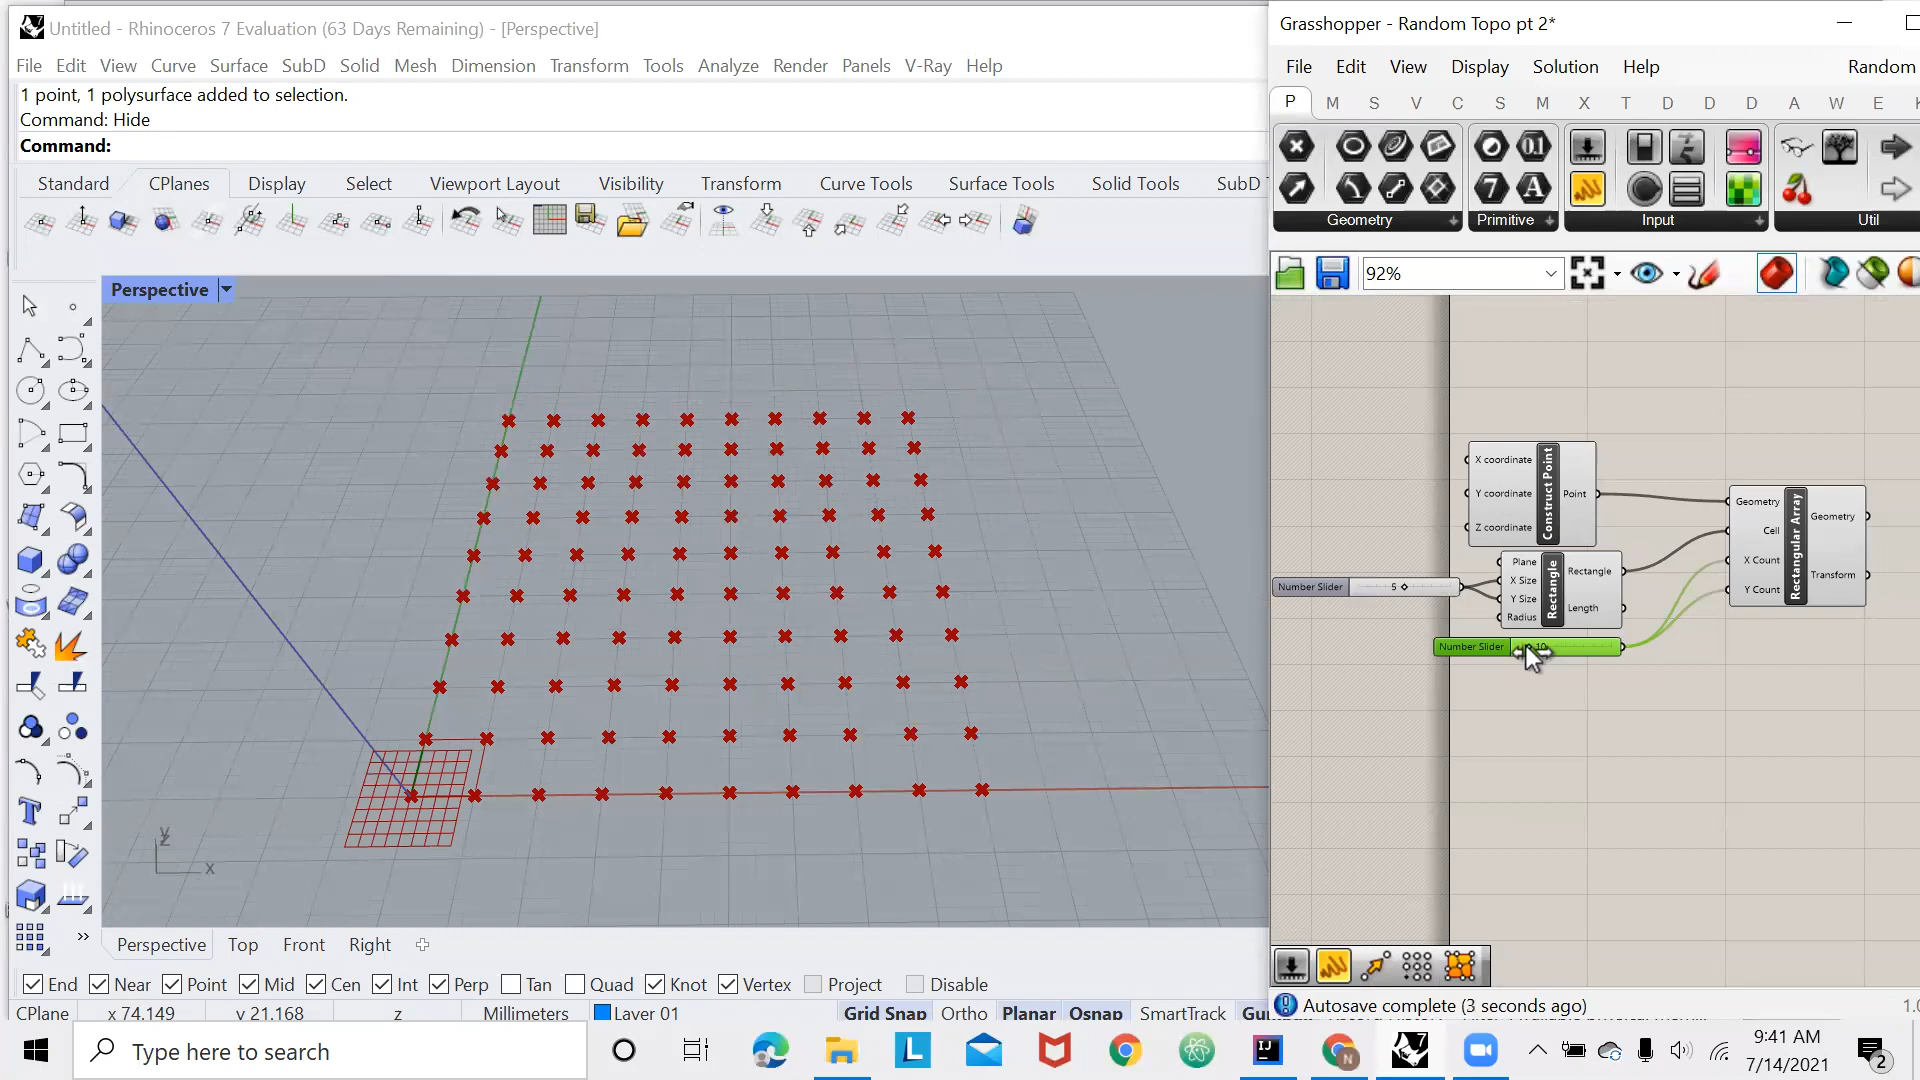 Untitled - Rhinoceros 7 Evaluation (63 Days Remaining) - [Perspective]
File Edit View Curve Surface SubD Solid Mesh Dimension Transform Tools Analyze Render Panels V-Ray Help
1 point, 1 polysurface added to selection.
Command: Hide
Command:
Standard CPlanes Display Select Viewport Layout Visibility Transform Curve Tools Surface Tools Solid Tools SubD
Perspective
y
x
Perspective Top Front Right
End Near Point Mid Cen Int Perp Tan Quad Knot Vertex Project Disable
CPlane x 74.149 y 21.168 z Millimeters Layer 01 Grid Snap Ortho Planar Osnap SmartTrack
Grasshopper - Random Topo pt 2*
File Edit View Display Solution Help Random
P M S V C S M X T D D D A W E
Geometry Primitive Input Util
92%
X coordinate
Y coordinate
Z coordinate
Construct Point
Point
Number Slider 5
Plane
X Size
Y Size
Radius
Rectangle
Rectangle
Length
Number Slider 10
Geometry
Cell
X Count
Y Count
Rectangular Array
Geometry
Transform
Autosave complete (3 seconds ago)
1.0
Type here to search
9:41 AM
7/14/2021
2